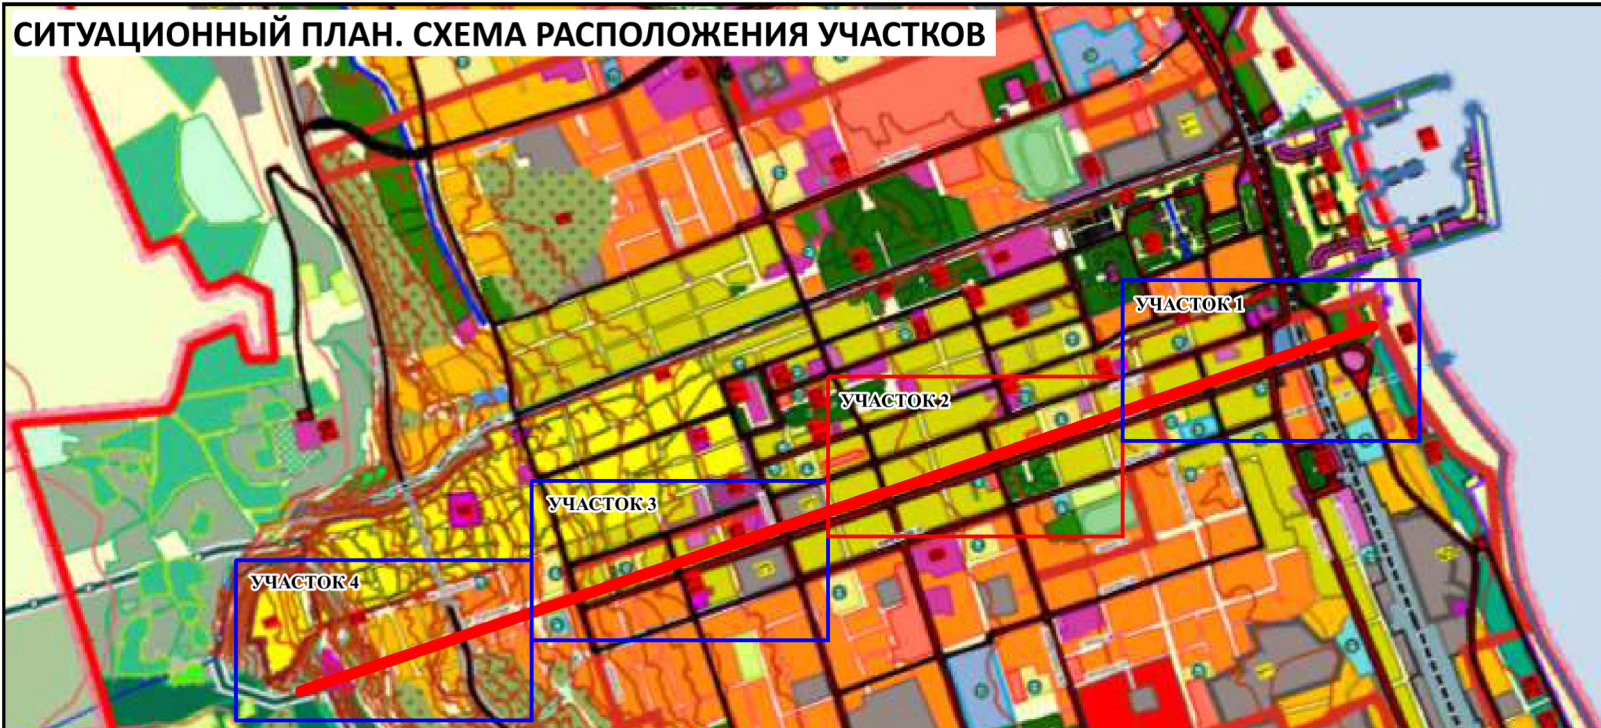 СИТУАЦИОННЫЙ ПЛАН. СХЕМА РАСПОЛОЖЕНИЯ УЧАСТКОВ
УЧАСТОК 1
УЧАСТОК 2
УЧАСТОК 3
УЧАСТОК 4